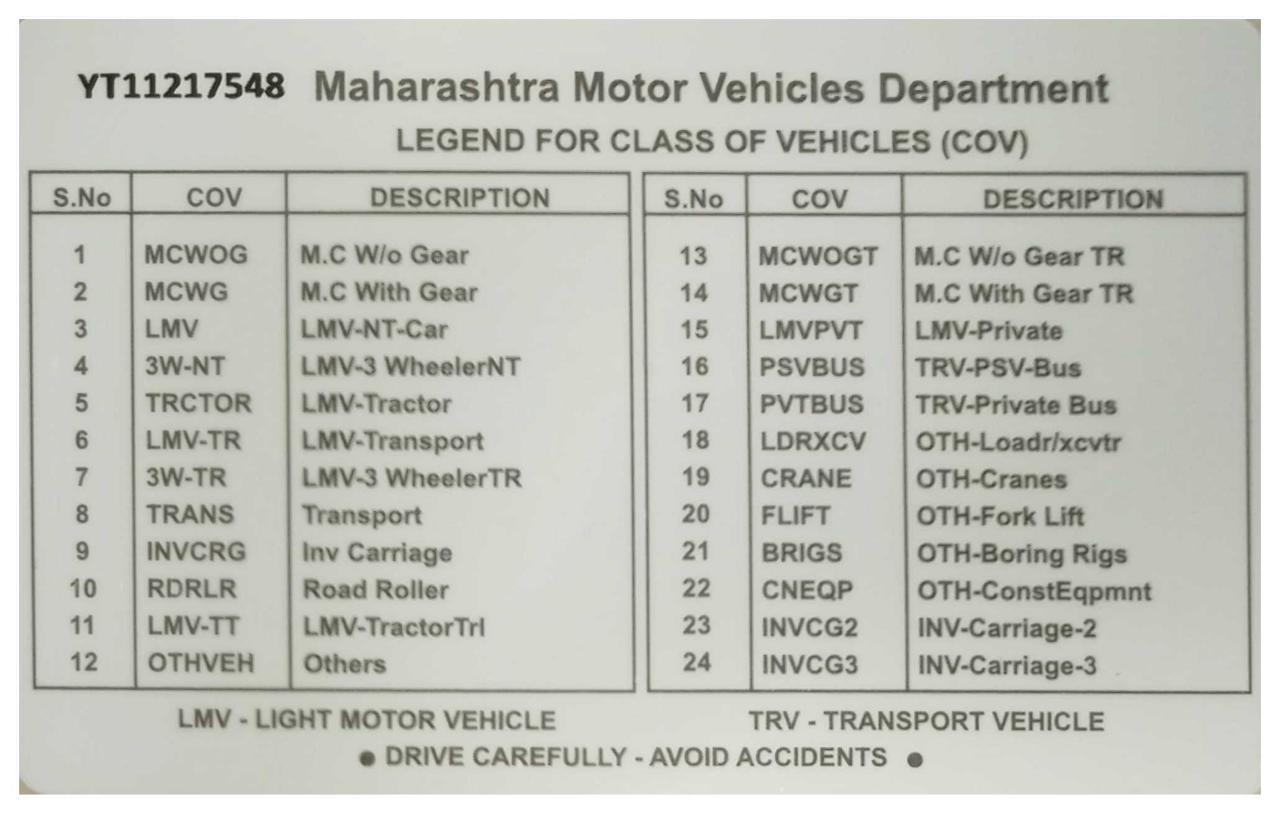 YT11217548 Maharashtra Motor Vehicles Department
LEGEND FOR CLASS OF VEHICLES (COV)
S.No COV DESCRIPTION
1 MCWOG M.C W/o Gear
2 MCWG M.C With Gear
3 LMV LMV-NT-Car
4 3W-NT LMV-3 WheelerNT
5 TRCTOR LMV-Tractor
6 LMV-TR LMV-Transport
7 3W-TR LMV-3 WheelerTR
8 TRANS Transport
9 INVCRG Inv Carriage
10 RDRLR Road Roller
11 LMV-TT LMV-TractorTrl
12 OTHVEH Others
S.No COV DESCRIPTION
13 MCWOGT M.C W/o Gear TR
14 MCWGT M.C With Gear TR
15 LMVPVT LMV-Private
16 PSVBUS TRV-PSV-Bus
17 PVTBUS TRV-Private Bus
18 LDRXCV OTH-Loadr/xcvtr
19 CRANE OTH-Cranes
20 FLIFT OTH-Fork Lift
21 BRIGS OTH-Boring Rigs
22 CNEQP OTH-ConstEqpmnt
23 INVCG2 INV-Carriage-2
24 INVCG3 INV-Carriage-3
LMV - LIGHT MOTOR VEHICLE TRV - TRANSPORT VEHICLE
● DRIVE CAREFULLY - AVOID ACCIDENTS ●